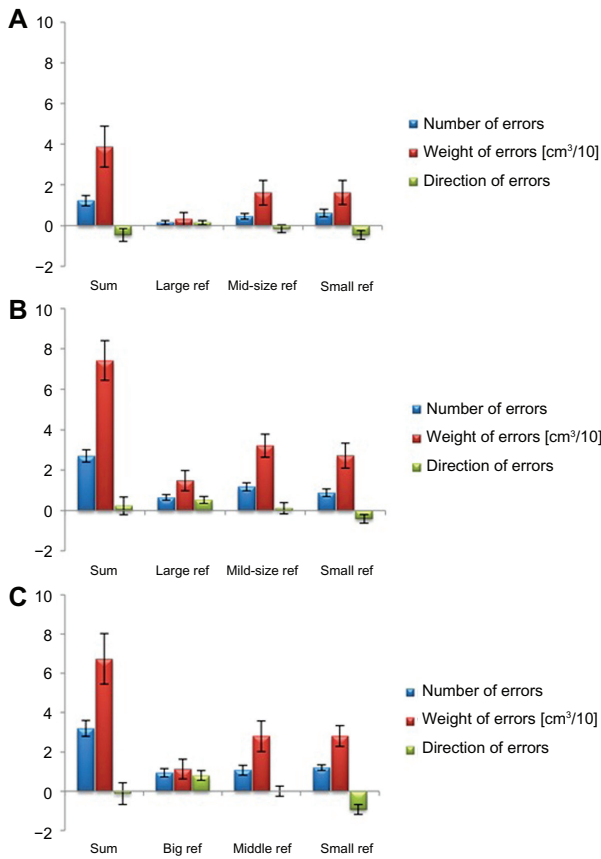 A
10
8
6
4
2
0
−2
Sum Large ref Mid-size ref Small ref
Number of errors
Weight of errors [cm³/10]
Direction of errors
B
10
8
6
4
2
0
−2
Sum Large ref Mild-size ref Small ref
Number of errors
Weight of errors [cm³/10]
Direction of errors
C
10
8
6
4
2
0
−2
Sum Big ref Middle ref Small ref
Number of errors
Weight of errors [cm³/10]
Direction of errors